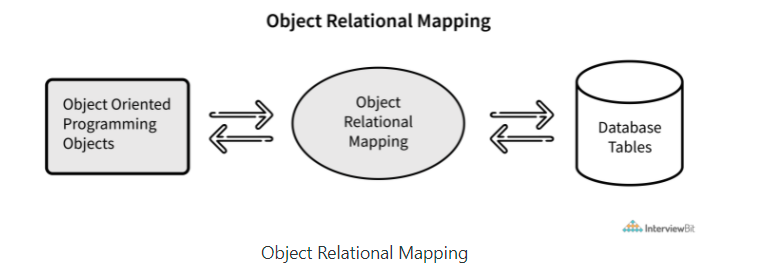 Object Relational Mapping
Object Oriented
Programming
Objects
Object
Relational
Mapping
Database
Tables
InterviewBit
Object Relational Mapping